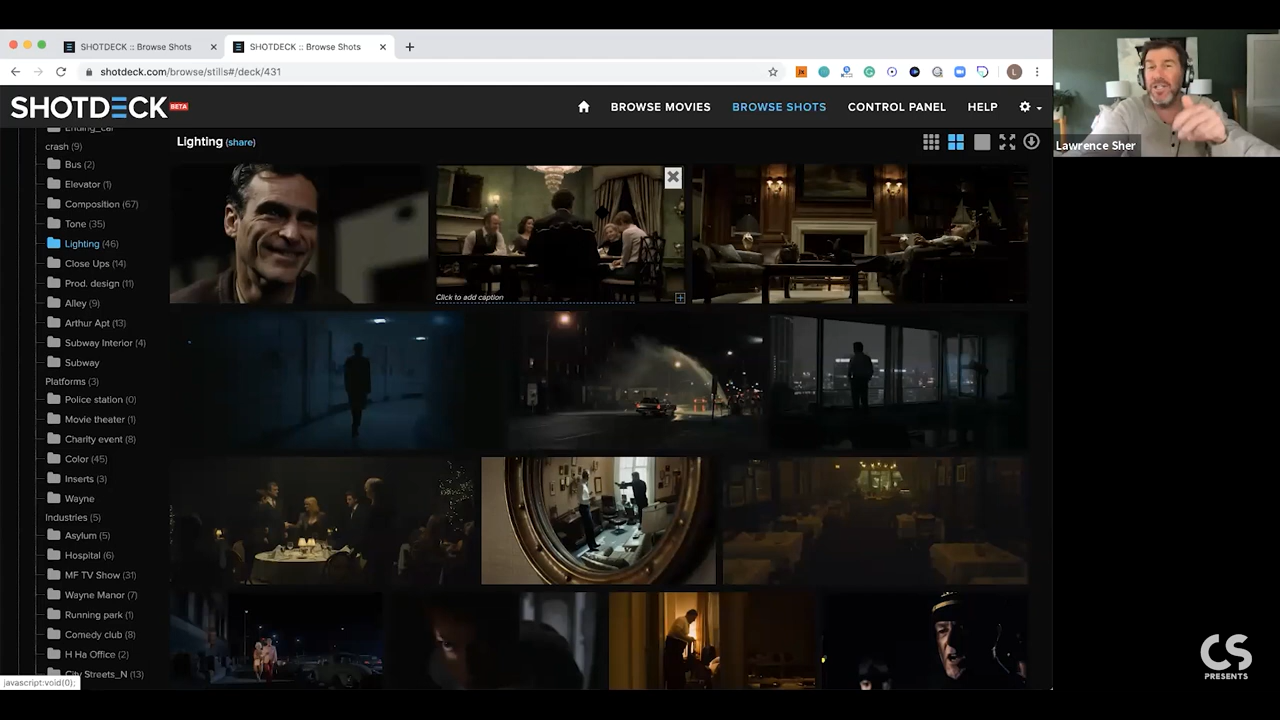 SHOTDECK :: Browse Shots
SHOTDECK :: Browse Shots
shotdeck.com/browse/stills#/deck/431
L
SHOTDECK BETA
BROWSE MOVIES
BROWSE SHOTS
CONTROL PANEL
HELP
Lawrence Sher
Ending_car
crash (9)
Bus (2)
Elevator (1)
Composition (67)
Tone (35)
Lighting (46)
Close Ups (14)
Prod. design (11)
Alley (9)
Arthur Apt (13)
Subway Interior (4)
Subway
Platforms (3)
Police station (0)
Movie theater (1)
Charity event (8)
Color (45)
Inserts (3)
Wayne
Industries (5)
Asylum (5)
Hospital (6)
MF TV Show (31)
Wayne Manor (7)
Running park (1)
Comedy club (8)
H Ha Office (2)
City Streets_N (13)
javascript:void(0);
Lighting (share)
Click to add caption
CS
PRESENTS